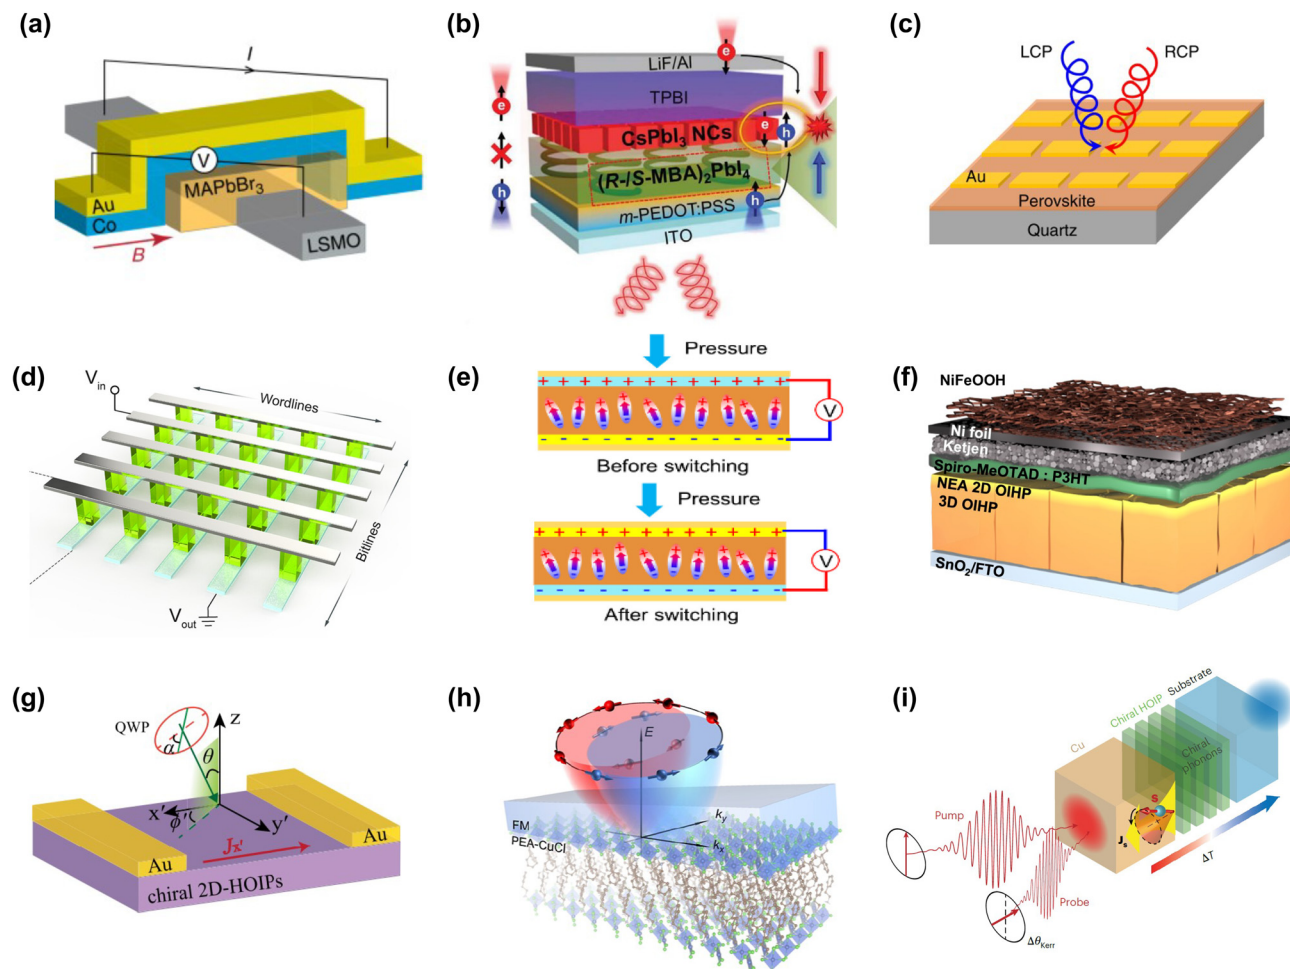 (a)
I
V
MAPbBr3
Au
Co
LSMO
B
(b)
LiF/Al
e
TPBI
e
CsPbI3 NCs
e
h
(R-/S-MBA)2PbI4
h
h
m-PEDOT:PSS
ITO
(c)
LCP
RCP
Au
Perovskite
Quartz
(d)
Vin
Wordlines
Bitlines
Vout
(e)
Pressure
+ + + + + + + + + + + + +
V
- - - - - - - - - - - - -
Before switching
Pressure
+ + + + + + + + + + + + +
V
- - - - - - - - - - - - -
After switching
(f)
NiFeOOH
Ni foil
Ketjen
Spiro-MeOTAD : P3HT
NEA 2D OIHP
3D OIHP
SnO2/FTO
(g)
QWP
z
α
θ
x'
ϕ'
y'
Jx'
Au
Au
chiral 2D-HOIPs
(h)
E
FM
ky
PEA-CuCl
kx
(i)
Substrate
Chiral HOIP
Cu
Chiral
phonons
S
Pump
Js
ΔT
Probe
ΔθKerr